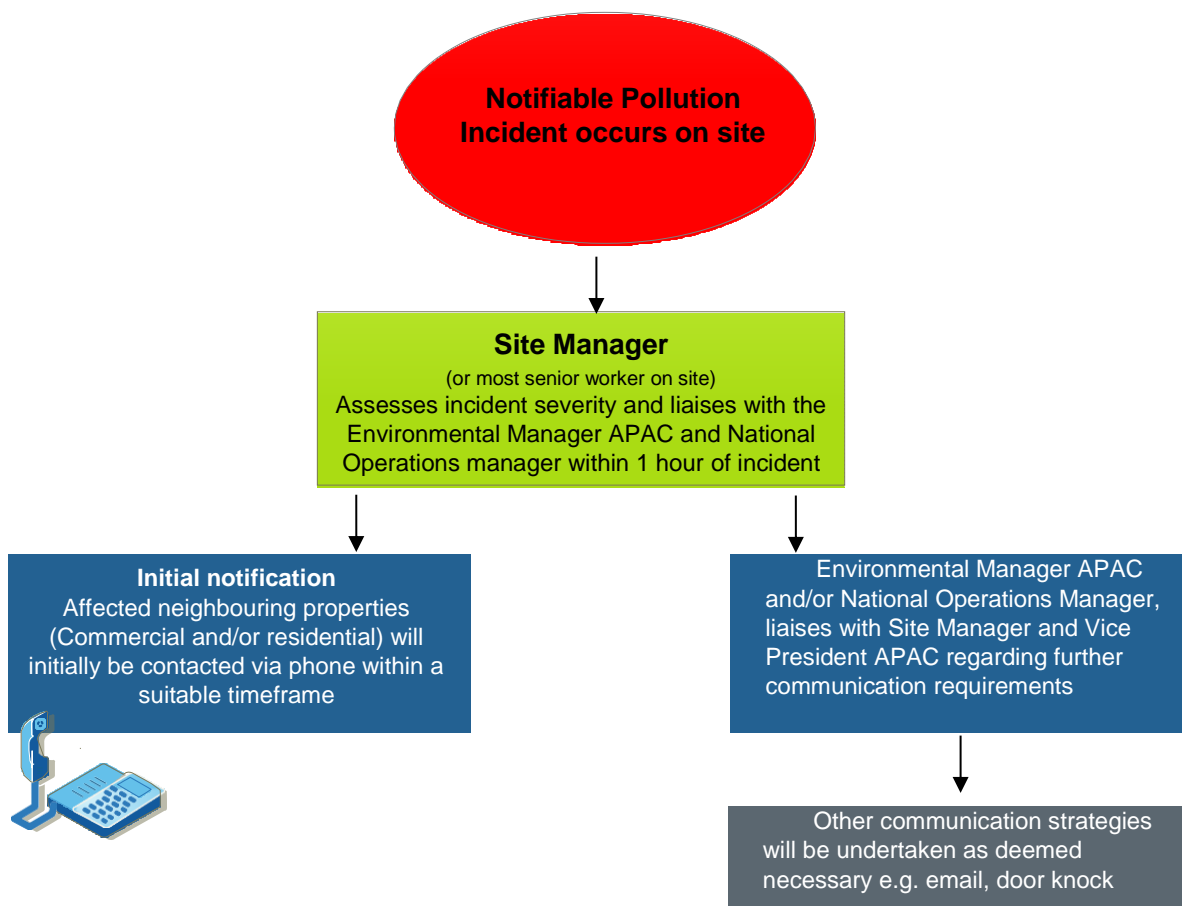 Notifiable Pollution
Incident occurs on site
Site Manager
(or most senior worker on site)
Assesses incident severity and liaises with the
Environmental Manager APAC and National
Operations manager within 1 hour of incident
Initial notification
Affected neighbouring properties
(Commercial and/or residential) will
initially be contacted via phone within a
suitable timeframe
Environmental Manager APAC
and/or National Operations Manager,
liaises with Site Manager and Vice
President APAC regarding further
communication requirements
Other communication strategies
will be undertaken as deemed
necessary e.g. email, door knock